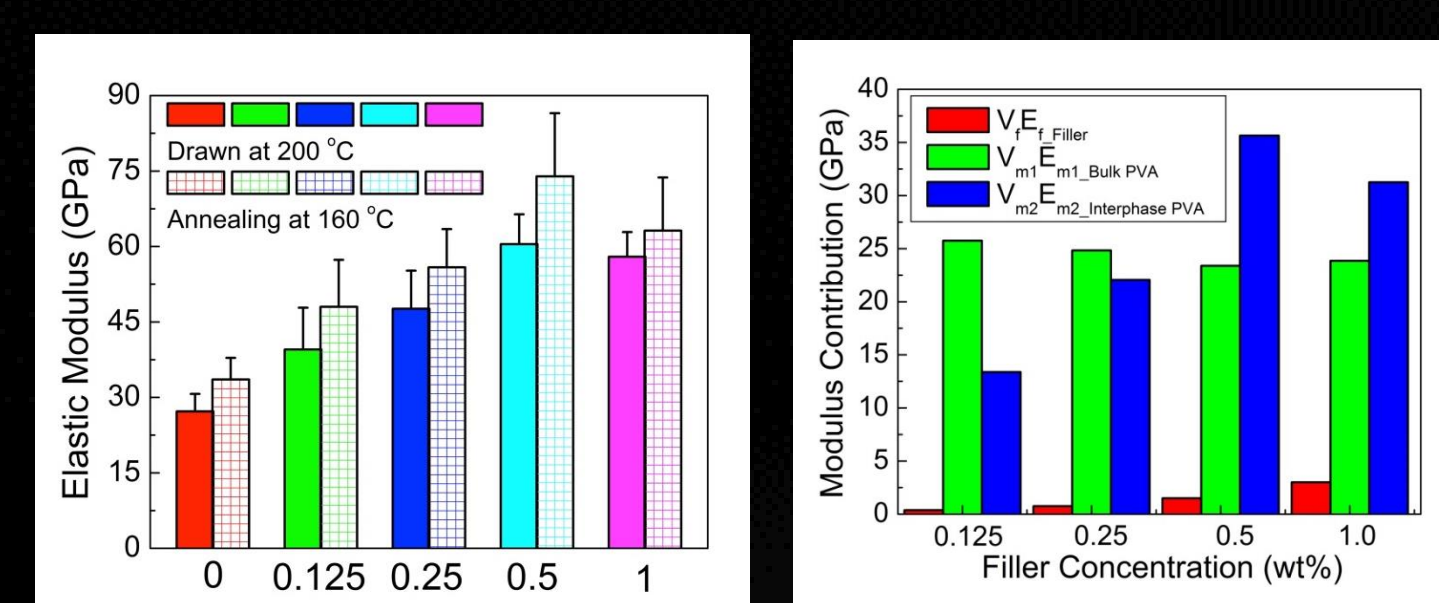 Elastic Modulus (GPa)
90
75
60
45
30
15
0
Drawn at 200 °C
Annealing at 160 °C
0 0.125 0.25 0.5 1
Modulus Contribution (GPa)
40
35
30
25
20
15
10
5
0
VfEf_Filler
Vm1Em1_Bulk PVA
Vm2Em2_Interphase PVA
0.125 0.25 0.5 1.0
Filler Concentration (wt%)